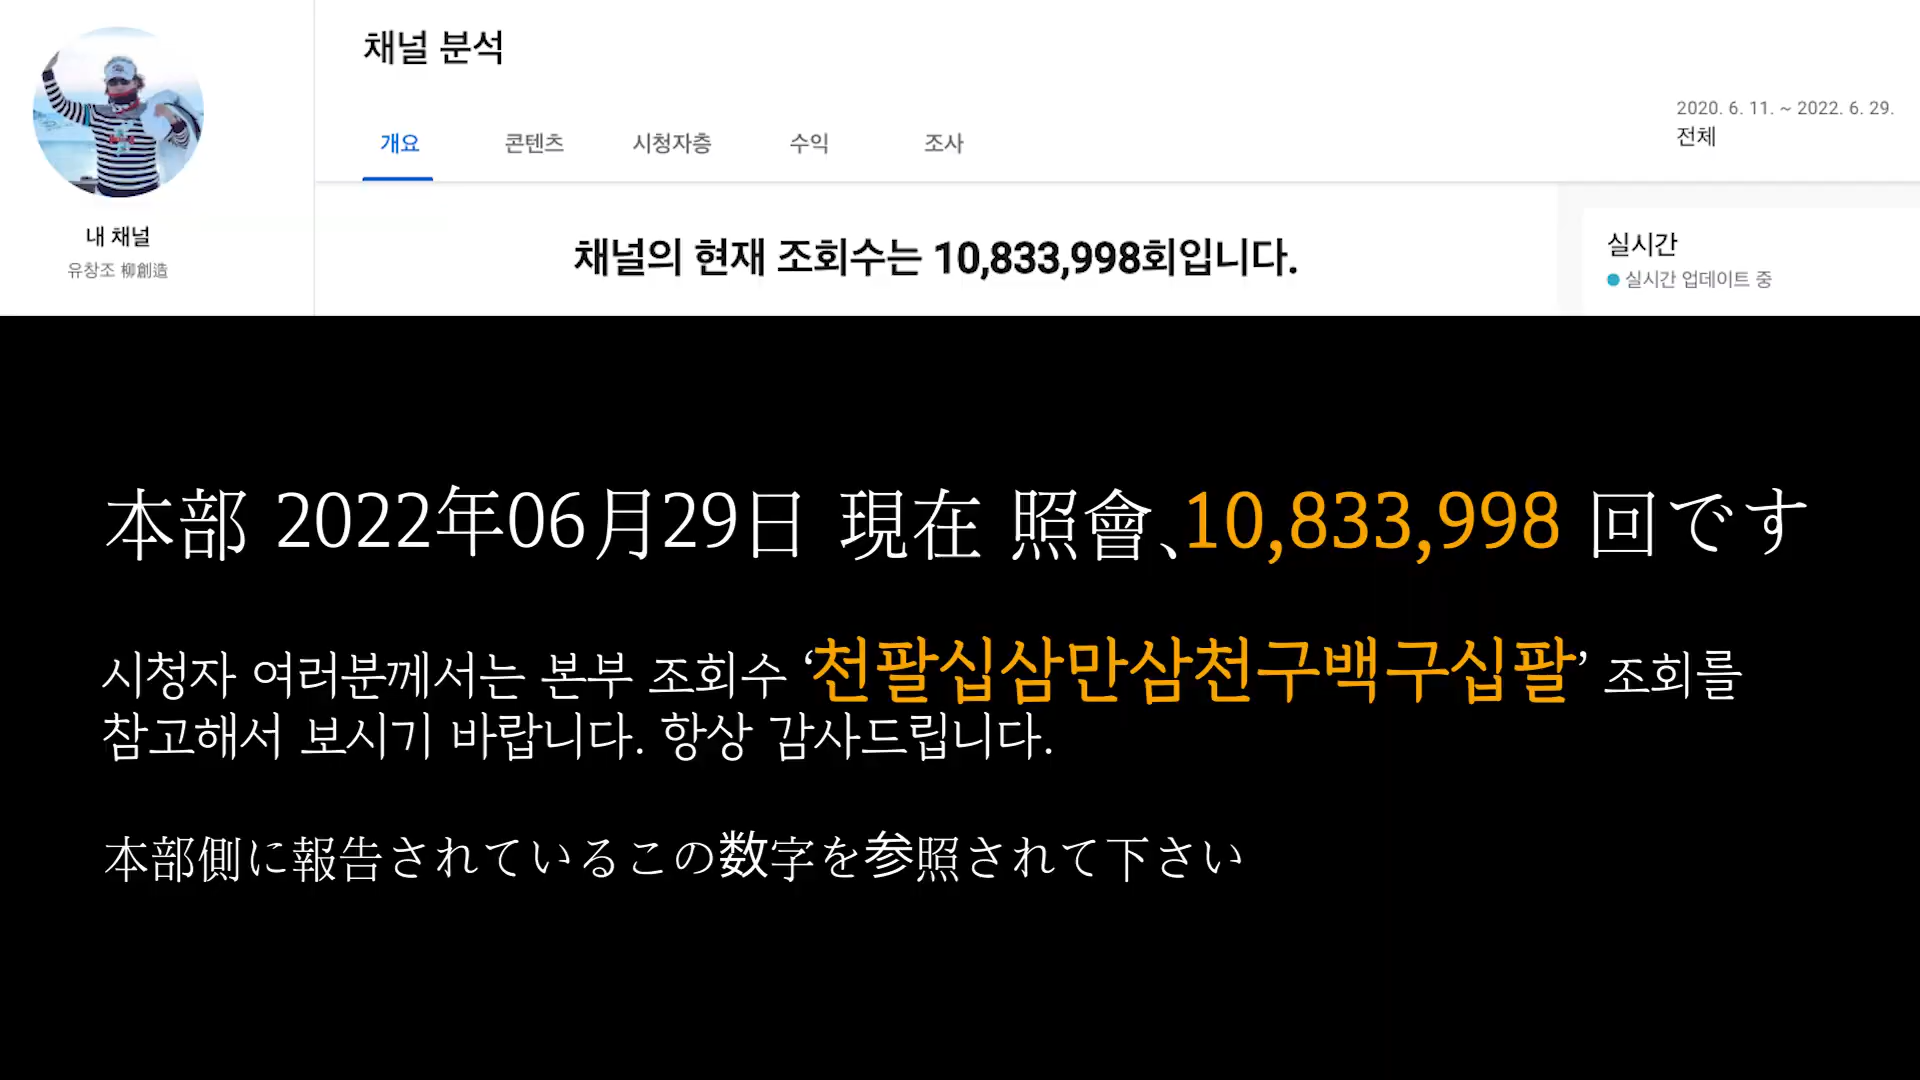 채널 분석
2020. 6. 11. ~ 2022. 6. 29.
전체
개요 콘텐츠 시청자층 수익 조사
내 채널
유창조 柳創造
채널의 현재 조회수는 10,833,998회입니다.
실시간
실시간 업데이트 중
本部 2022年06月29日 現在 照會、10,833,998 回です
시청자 여러분께서는 본부 조회수 ‘천팔십삼만삼천구백구십팔’ 조회를
참고해서 보시기 바랍니다. 항상 감사드립니다.
本部側に報告されているこの数字を参照されて下さい